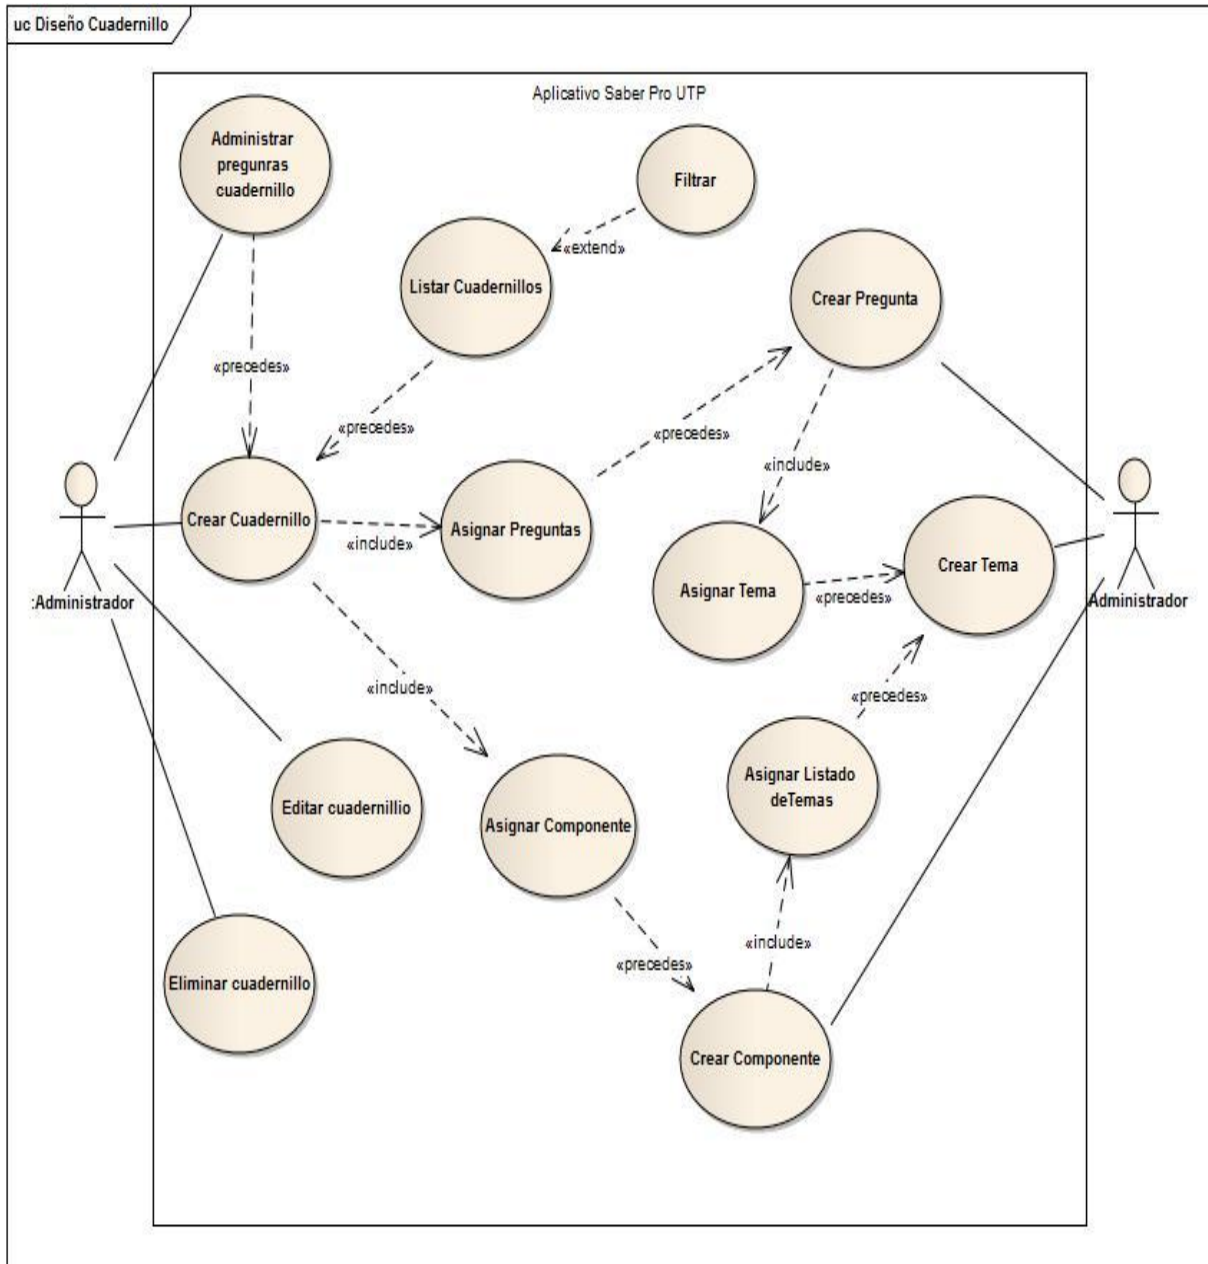 uc Diseño Cuadernillo
Aplicativo Saber Pro UTP
Administrar
pregunras
cuadernillo
Filtrar
«extend»
Listar Cuadernillos
Crear Pregunta
«precedes»
«precedes»
«precedes»
«include»
Crear Cuadernillo
«include»
Asignar Preguntas
Asignar Tema
«precedes»
Crear Tema
:Administrador
Administrador
«include»
«precedes»
Asignar Listado
deTemas
Editar cuadernillio
Asignar Componente
«include»
«precedes»
Eliminar cuadernillo
Crear Componente